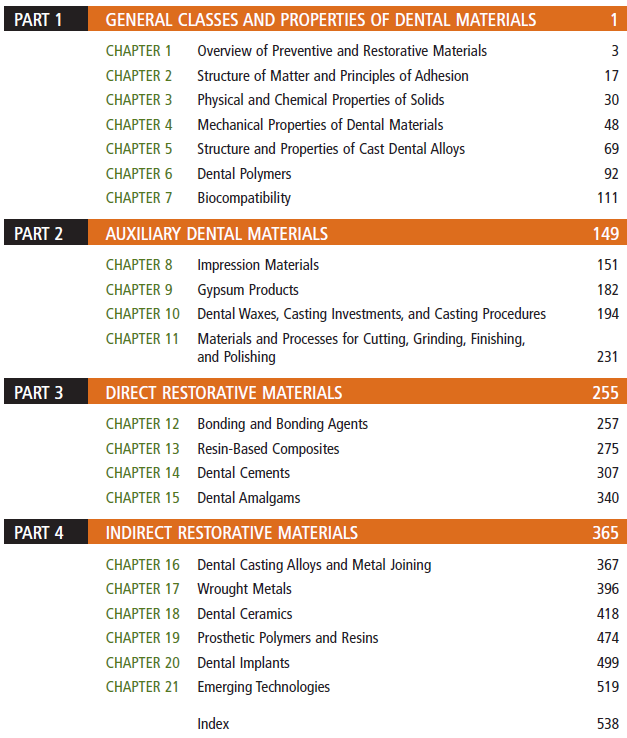 PART 1 GENERAL CLASSES AND PROPERTIES OF DENTAL MATERIALS 1
CHAPTER 1 Overview of Preventive and Restorative Materials 3
CHAPTER 2 Structure of Matter and Principles of Adhesion 17
CHAPTER 3 Physical and Chemical Properties of Solids 30
CHAPTER 4 Mechanical Properties of Dental Materials 48
CHAPTER 5 Structure and Properties of Cast Dental Alloys 69
CHAPTER 6 Dental Polymers 92
CHAPTER 7 Biocompatibility 111
PART 2 AUXILIARY DENTAL MATERIALS 149
CHAPTER 8 Impression Materials 151
CHAPTER 9 Gypsum Products 182
CHAPTER 10 Dental Waxes, Casting Investments, and Casting Procedures 194
CHAPTER 11 Materials and Processes for Cutting, Grinding, Finishing,
and Polishing 231
PART 3 DIRECT RESTORATIVE MATERIALS 255
CHAPTER 12 Bonding and Bonding Agents 257
CHAPTER 13 Resin-Based Composites 275
CHAPTER 14 Dental Cements 307
CHAPTER 15 Dental Amalgams 340
PART 4 INDIRECT RESTORATIVE MATERIALS 365
CHAPTER 16 Dental Casting Alloys and Metal Joining 367
CHAPTER 17 Wrought Metals 396
CHAPTER 18 Dental Ceramics 418
CHAPTER 19 Prosthetic Polymers and Resins 474
CHAPTER 20 Dental Implants 499
CHAPTER 21 Emerging Technologies 519
Index 538